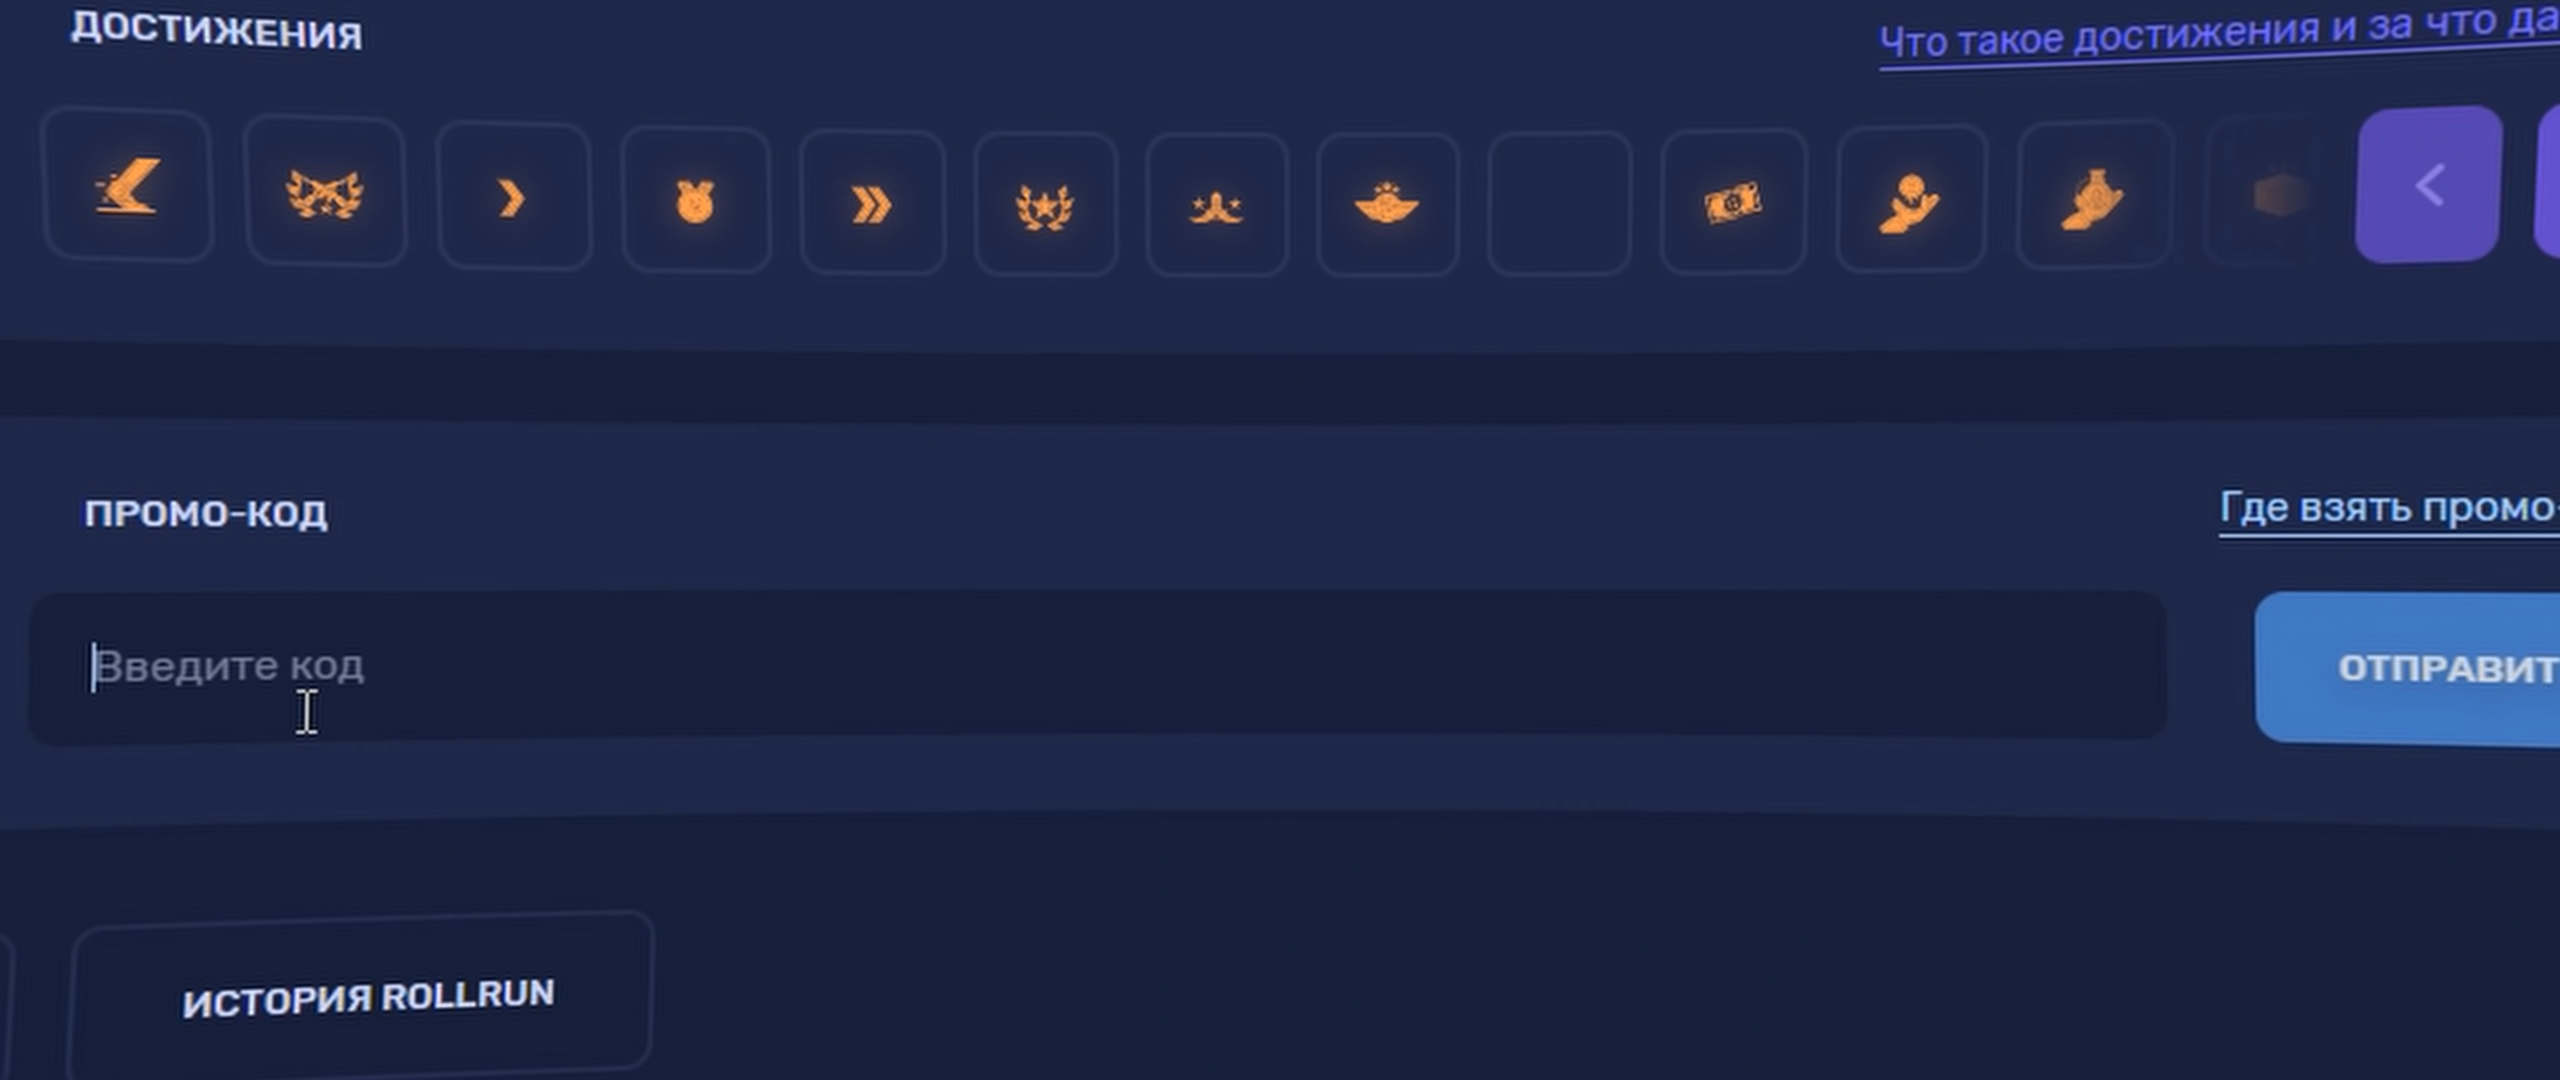 ДОСТИЖЕНИЯ
Что такое достижения и за что да
ПРОМО-КОД
Где взять промо-
Введите код
ОТПРАВИТ
ИСТОРИЯ ROLLRUN